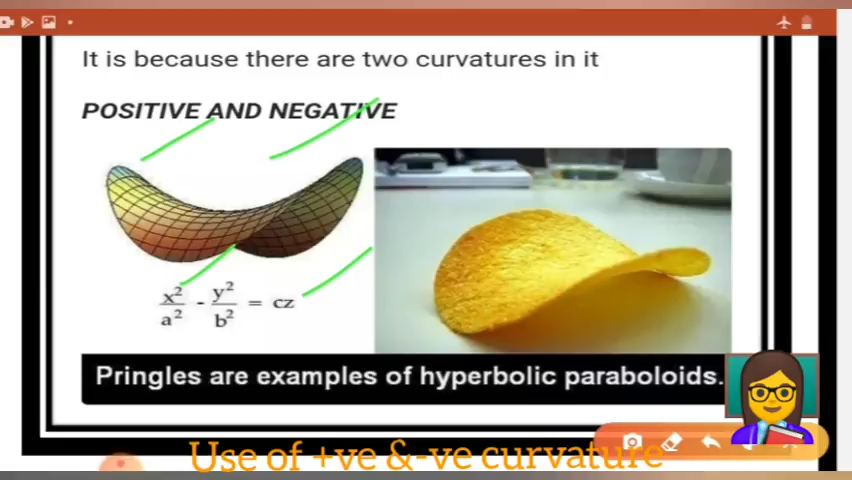 It is because there are two curvatures in it
POSITIVE AND NEGATIVE
x²/a² - y²/b² = cz
Pringles are examples of hyperbolic paraboloids.
Use of +ve &-ve curvature